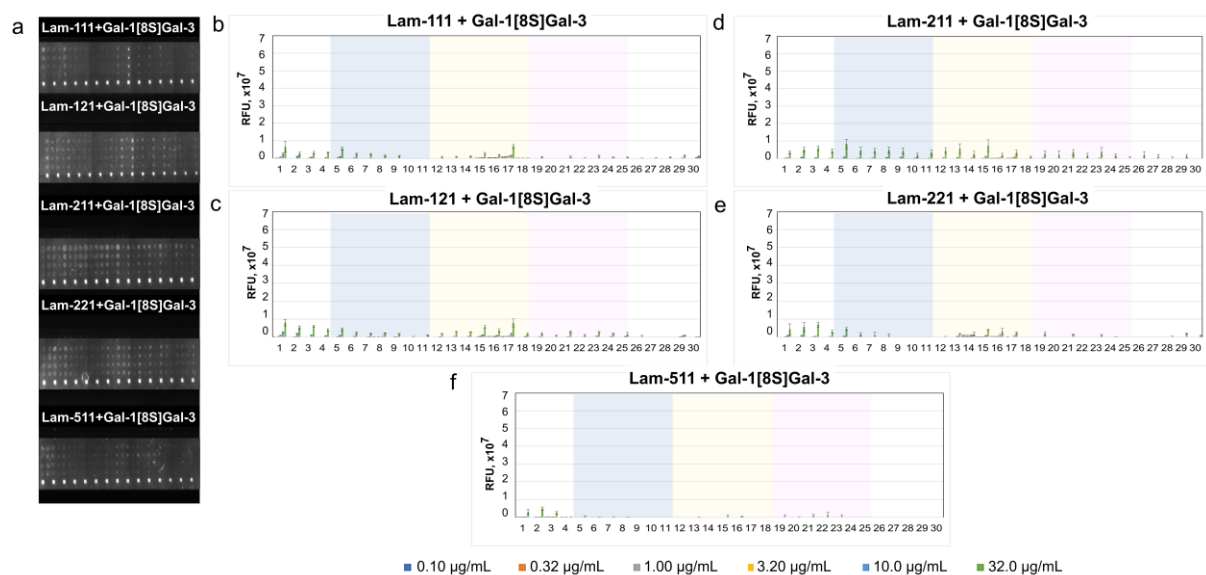 a
Lam-111+Gal-1[8S]Gal-3
Lam-121+Gal-1[8S]Gal-3
Lam-211+Gal-1[8S]Gal-3
Lam-221+Gal-1[8S]Gal-3
Lam-511+Gal-1[8S]Gal-3
b
Lam-111 + Gal-1[8S]Gal-3
RFU, x10⁷
7
6
5
4
3
2
1
0
1 2 3 4 5 6 7 8 9 10 11 12 13 14 15 16 17 18 19 20 21 22 23 24 25 26 27 28 29 30
c
Lam-121 + Gal-1[8S]Gal-3
RFU, x10⁷
7
6
5
4
3
2
1
0
1 2 3 4 5 6 7 8 9 10 11 12 13 14 15 16 17 18 19 20 21 22 23 24 25 26 27 28 29 30
d
Lam-211 + Gal-1[8S]Gal-3
RFU, x10⁷
7
6
5
4
3
2
1
0
1 2 3 4 5 6 7 8 9 10 11 12 13 14 15 16 17 18 19 20 21 22 23 24 25 26 27 28 29 30
e
Lam-221 + Gal-1[8S]Gal-3
RFU, x10⁷
7
6
5
4
3
2
1
0
1 2 3 4 5 6 7 8 9 10 11 12 13 14 15 16 17 18 19 20 21 22 23 24 25 26 27 28 29 30
f
Lam-511 + Gal-1[8S]Gal-3
RFU, x10⁷
7
6
5
4
3
2
1
0
1 2 3 4 5 6 7 8 9 10 11 12 13 14 15 16 17 18 19 20 21 22 23 24 25 26 27 28 29 30
0.10 µg/mL 0.32 µg/mL 1.00 µg/mL 3.20 µg/mL 10.0 µg/mL 32.0 µg/mL